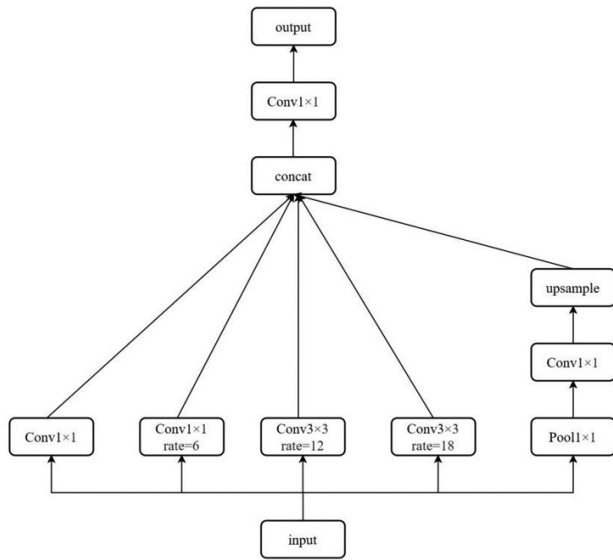 output
Conv1×1
concat
upsample
Conv1×1
Conv1×1
Conv1×1
rate=6
Conv3×3
rate=12
Conv3×3
rate=18
Pool1×1
input